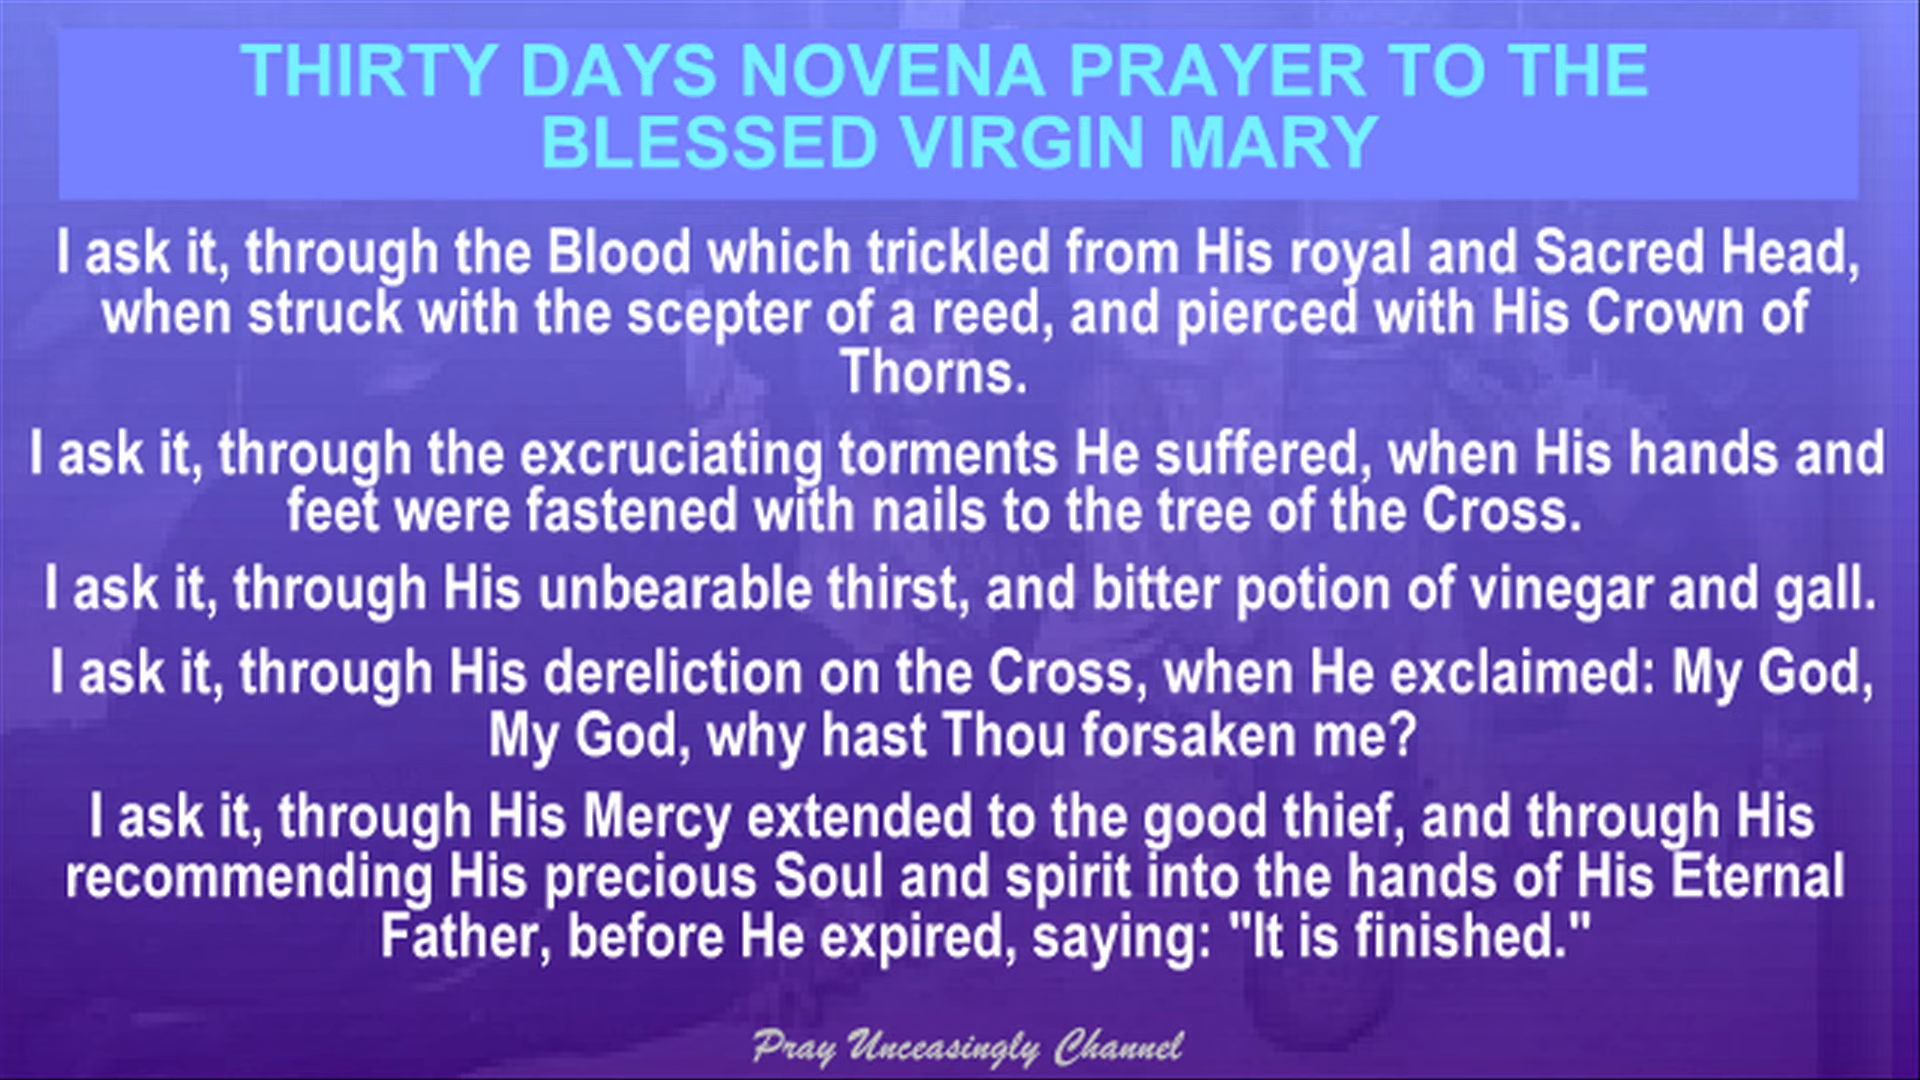 THIRTY DAYS NOVENA PRAYER TO THE
BLESSED VIRGIN MARY
I ask it, through the Blood which trickled from His royal and Sacred Head,
when struck with the scepter of a reed, and pierced with His Crown of
Thorns.
I ask it, through the excruciating torments He suffered, when His hands and
feet were fastened with nails to the tree of the Cross.
I ask it, through His unbearable thirst, and bitter potion of vinegar and gall.
I ask it, through His dereliction on the Cross, when He exclaimed: My God,
My God, why hast Thou forsaken me?
I ask it, through His Mercy extended to the good thief, and through His
recommending His precious Soul and spirit into the hands of His Eternal
Father, before He expired, saying: "It is finished."
Pray Unceasingly Channel